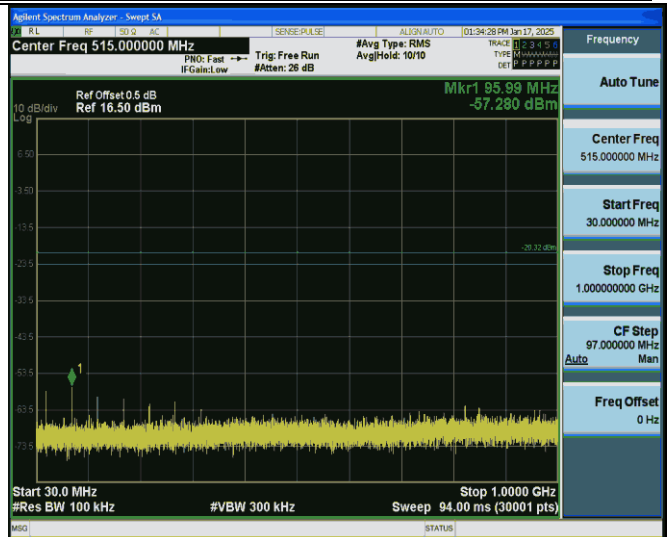 Agilent Spectrum Analyzer - Swept SA
RL RF 50 Ω AC SENSE:PULSE ALIGN AUTO 01:34:28 PM Jan 17, 2025
Center Freq 515.000000 MHz
PNO: Fast
IFGain:Low
Trig: Free Run
#Atten: 26 dB
#Avg Type: RMS
Avg|Hold: 10/10
TRACE 1 2 3 4 5 6
TYPE M
DET P P P P P P
Ref Offset 0.5 dB
Ref 16.50 dBm
10 dB/div
Log
Mkr1 95.99 MHz
-57.280 dBm
6.50
-3.50
-13.5
-23.5
-33.5
-43.5
-53.5
-63.5
-73.5
1
Start 30.0 MHz
Stop 1.0000 GHz
#Res BW 100 kHz
#VBW 300 kHz
Sweep 94.00 ms (30001 pts)
MSG
STATUS
Frequency
Auto Tune
Center Freq
515.000000 MHz
Start Freq
30.000000 MHz
Stop Freq
1.000000000 GHz
CF Step
97.000000 MHz
Auto Man
Freq Offset
0 Hz